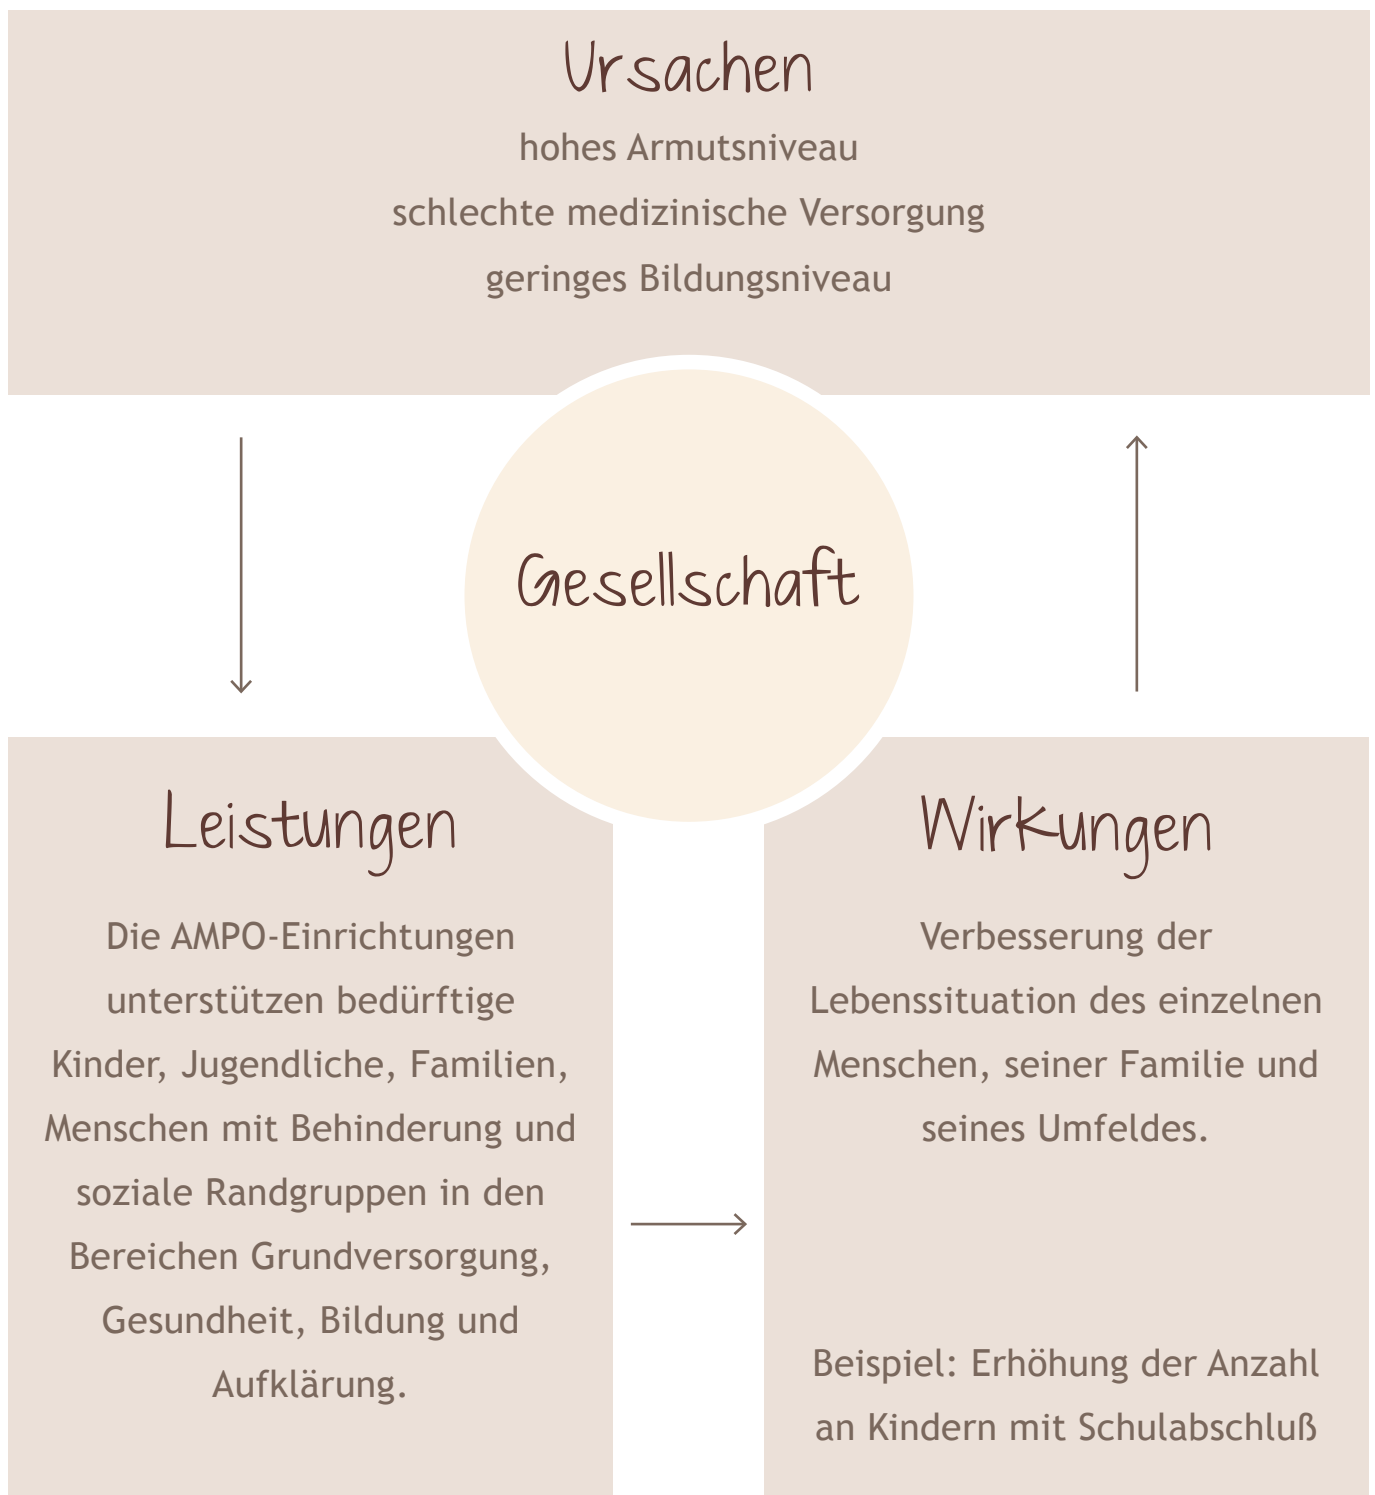 Ursachen
hohes Armutsniveau
schlechte medizinische Versorgung
geringes Bildungsniveau
Gesellschaft
Leistungen
Die AMPO-Einrichtungen
unterstützen bedürftige
Kinder, Jugendliche, Familien,
Menschen mit Behinderung und
soziale Randgruppen in den
Bereichen Grundversorgung,
Gesundheit, Bildung und
Aufklärung.
Wirkungen
Verbesserung der
Lebenssituation des einzelnen
Menschen, seiner Familie und
seines Umfeldes.
Beispiel: Erhöhung der Anzahl
an Kindern mit Schulabschluß